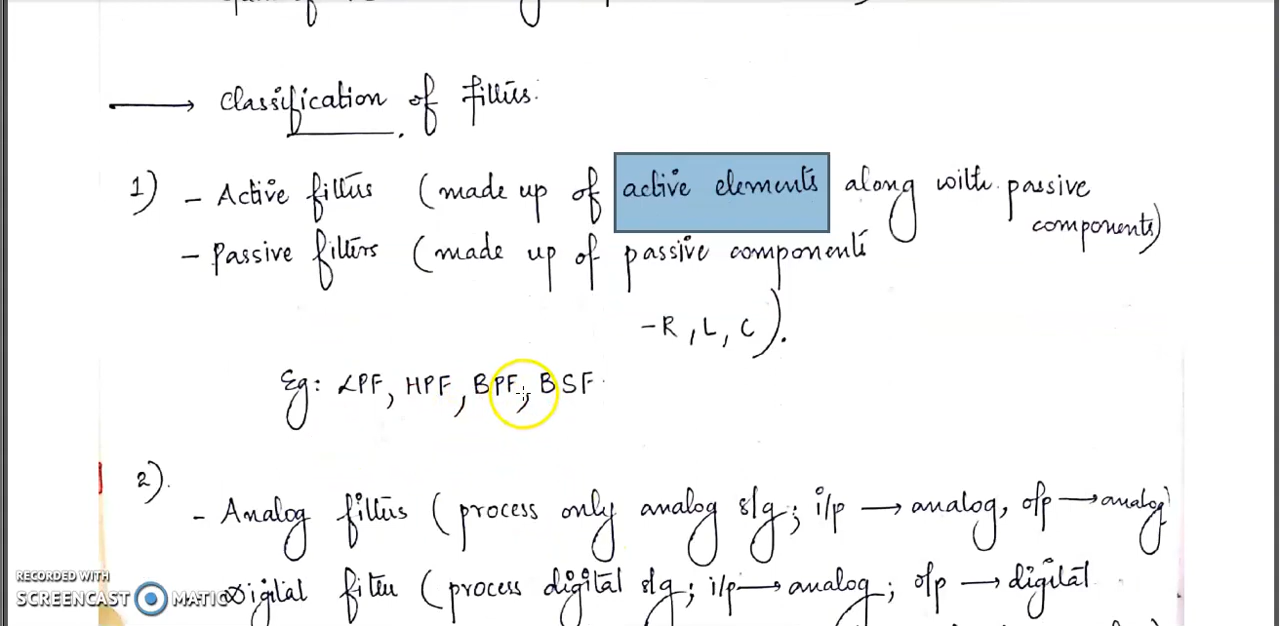 ⟶ Classification of filters.
1) - Active filters (made up of active elements along with passive
components)
- Passive filters (made up of passive components
- R, L, C).
Eg: LPF, HPF, BPF, BSF.
2).
- Analog filters (process only analog s/g; i/p → analog, o/p → analog)
Digital filter (process digital s/g; i/p → analog; o/p → digital
RECORDED WITH
SCREENCAST MATIC